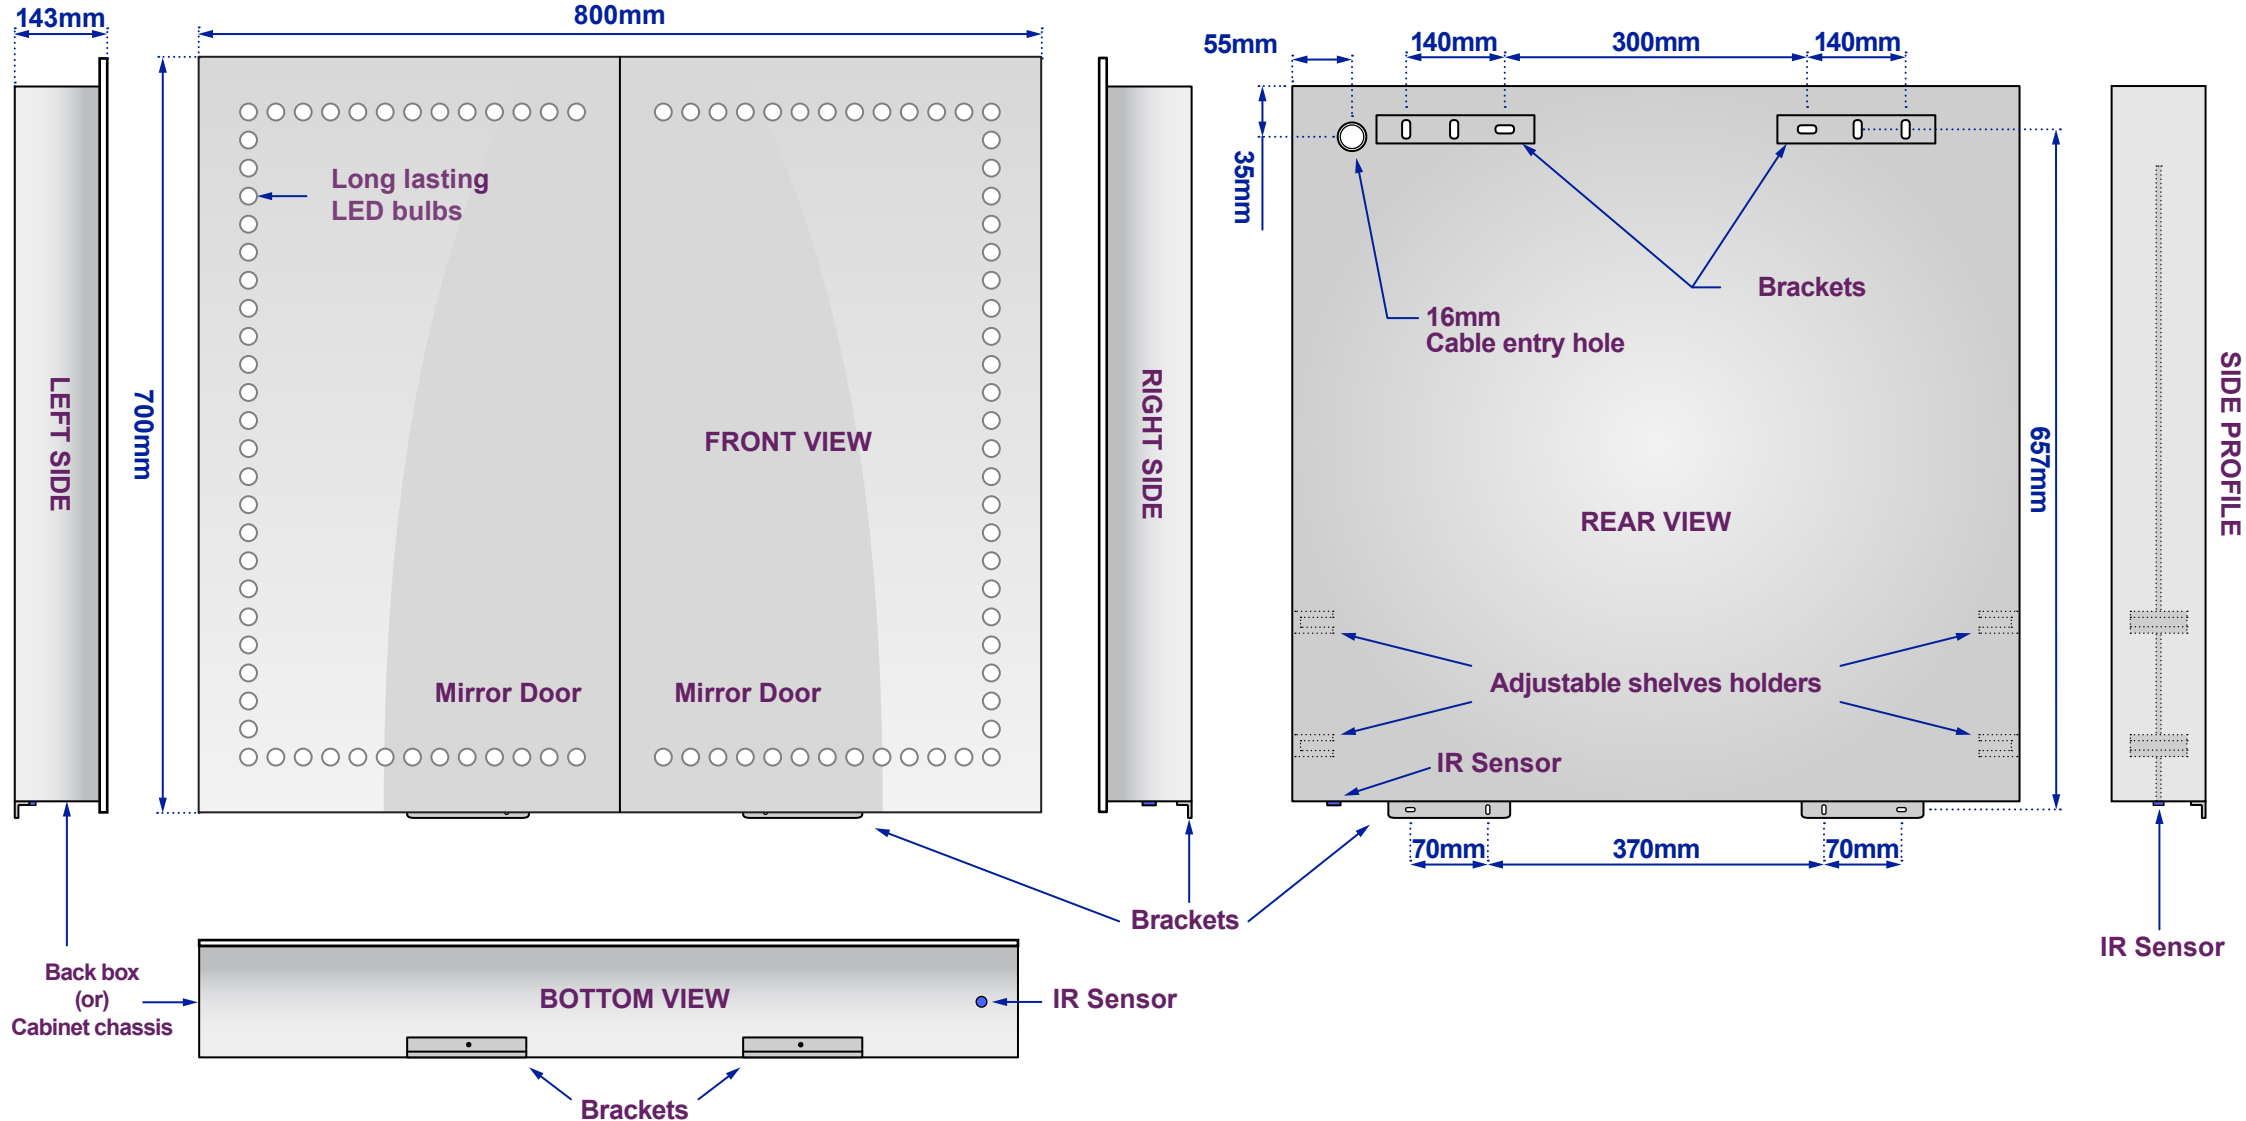 143mm
800mm
55mm
140mm
300mm
140mm
35mm
Long lasting
LED bulbs
Brackets
16mm
Cable entry hole
LEFT SIDE
700mm
FRONT VIEW
RIGHT SIDE
REAR VIEW
657mm
SIDE PROFILE
Mirror Door
Mirror Door
Adjustable shelves holders
IR Sensor
70mm
370mm
70mm
Brackets
IR Sensor
Back box
(or)
Cabinet chassis
BOTTOM VIEW
IR Sensor
Brackets